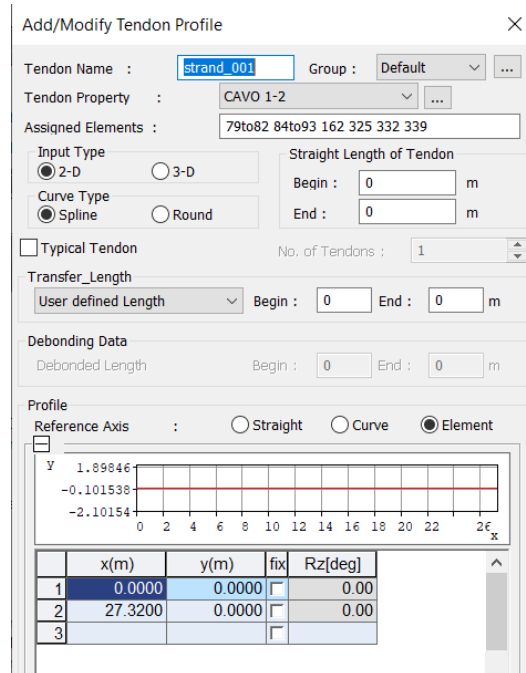 Add/Modify Tendon Profile
Tendon Name : strand_001 Group : Default ...
Tendon Property : CAVO 1-2 ...
Assigned Elements : 79to82 84to93 162 325 332 339
Input Type
2-D 3-D
Curve Type
Spline Round
Straight Length of Tendon
Begin : 0 m
End : 0 m
Typical Tendon No. of Tendons : 1
Transfer_Length
User defined Length Begin : 0 End : 0 m
Debonding Data
Debonded Length Begin : 0 End : 0 m
Profile
Reference Axis : Straight Curve Element
y 1.89846
-0.101538
-2.10154
0 2 4 6 8 10 12 14 16 18 20 22 26 x
x(m) y(m) fix Rz[deg]
1 0.0000 0.0000 0.00
2 27.3200 0.0000 0.00
3